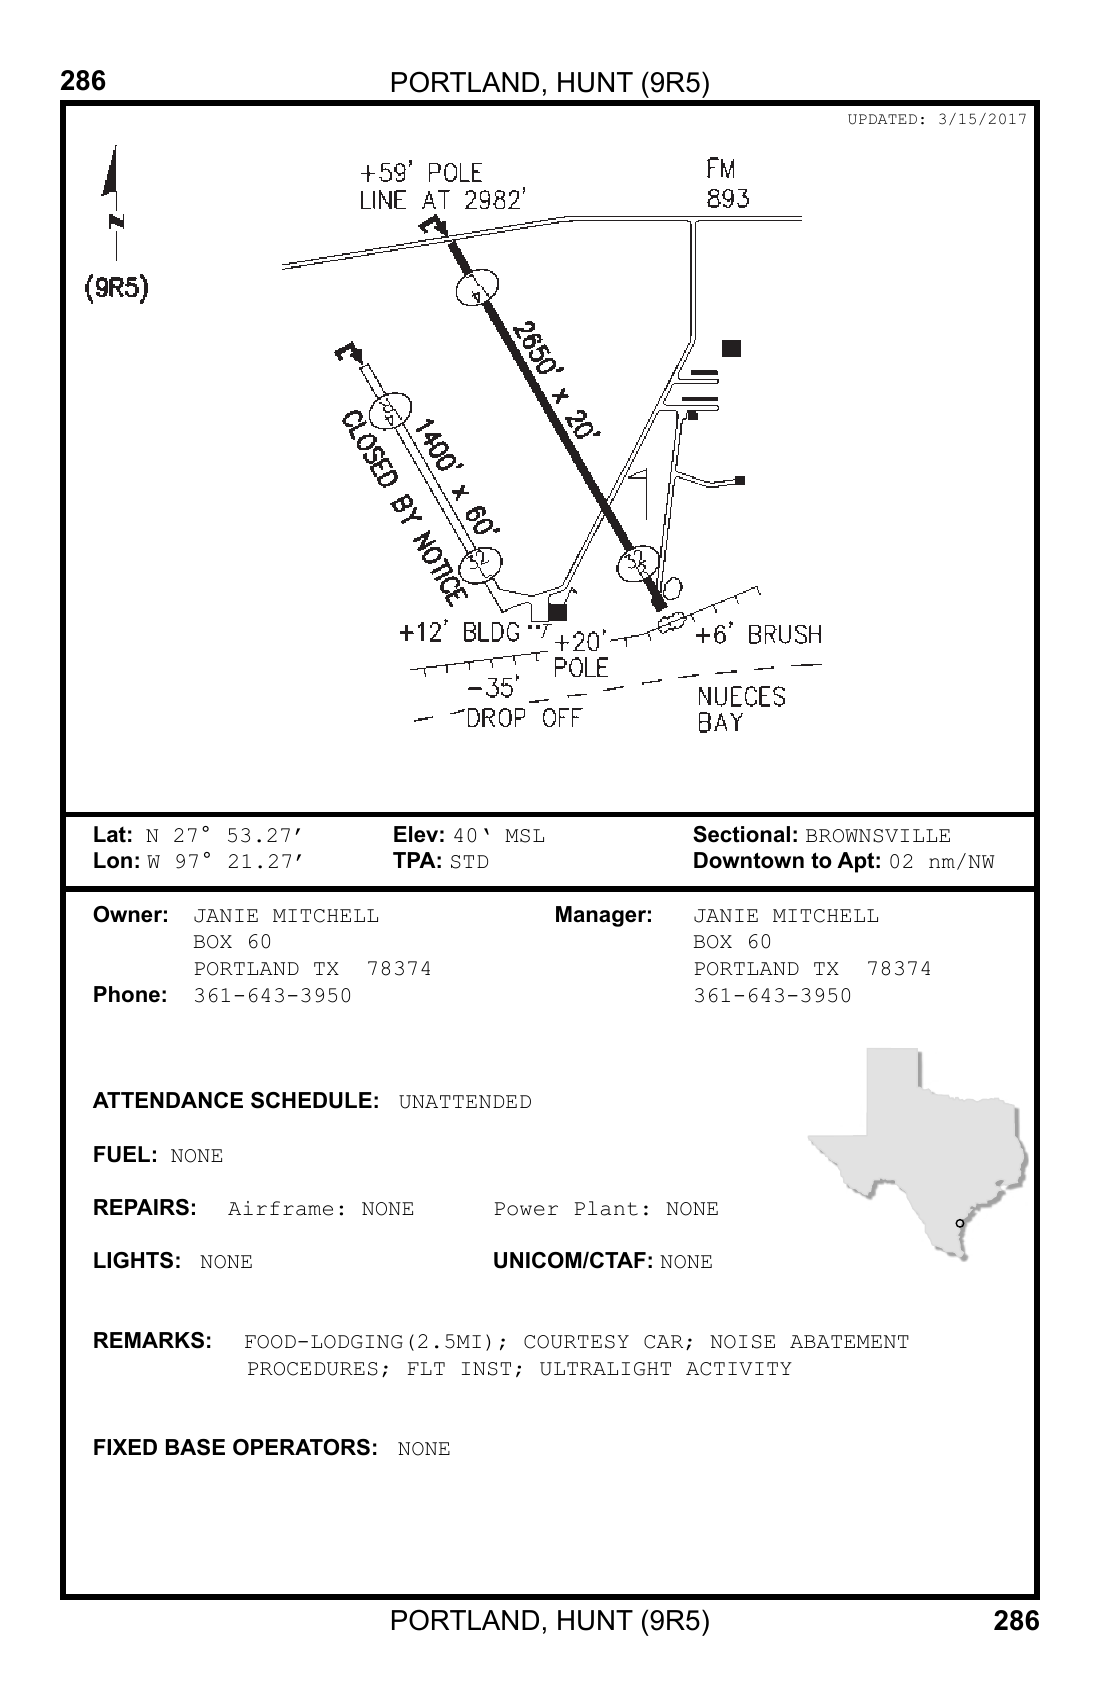 286
PORTLAND, HUNT (9R5)
UPDATED: 3/15/2017
+59' POLE
LINE AT 2982'
FM
893
N
(9R5)
2650' x 20'
1400' x 60'
CLOSED BY NOTICE
32
+12' BLDG
+20'
POLE
+6' BRUSH
-35'
DROP OFF
NUECES
BAY
Lat: N 27° 53.27’ Elev: 40‘ MSL Sectional: BROWNSVILLE
Lon: W 97° 21.27’ TPA: STD Downtown to Apt: 02 nm/NW
Owner: JANIE MITCHELL Manager: JANIE MITCHELL
BOX 60 BOX 60
PORTLAND TX 78374 PORTLAND TX 78374
Phone: 361-643-3950 361-643-3950
ATTENDANCE SCHEDULE: UNATTENDED
FUEL: NONE
REPAIRS: Airframe: NONE Power Plant: NONE
LIGHTS: NONE UNICOM/CTAF: NONE
REMARKS: FOOD-LODGING(2.5MI); COURTESY CAR; NOISE ABATEMENT
PROCEDURES; FLT INST; ULTRALIGHT ACTIVITY
FIXED BASE OPERATORS: NONE
PORTLAND, HUNT (9R5)
286